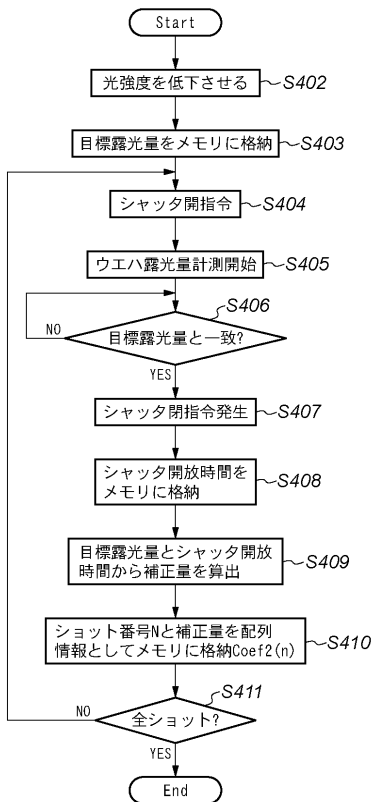 Start
光強度を低下させる
S402
目標露光量をメモリに格納
S403
シャッタ開指令
S404
ウエハ露光量計測開始
S405
S406
目標露光量と一致?
NO
YES
シャッタ閉指令発生
S407
シャッタ開放時間を
メモリに格納
S408
目標露光量とシャッタ開放
時間から補正量を算出
S409
ショット番号Nと補正量を配列
情報としてメモリに格納Coef2(n)
S410
S411
全ショット?
NO
YES
End